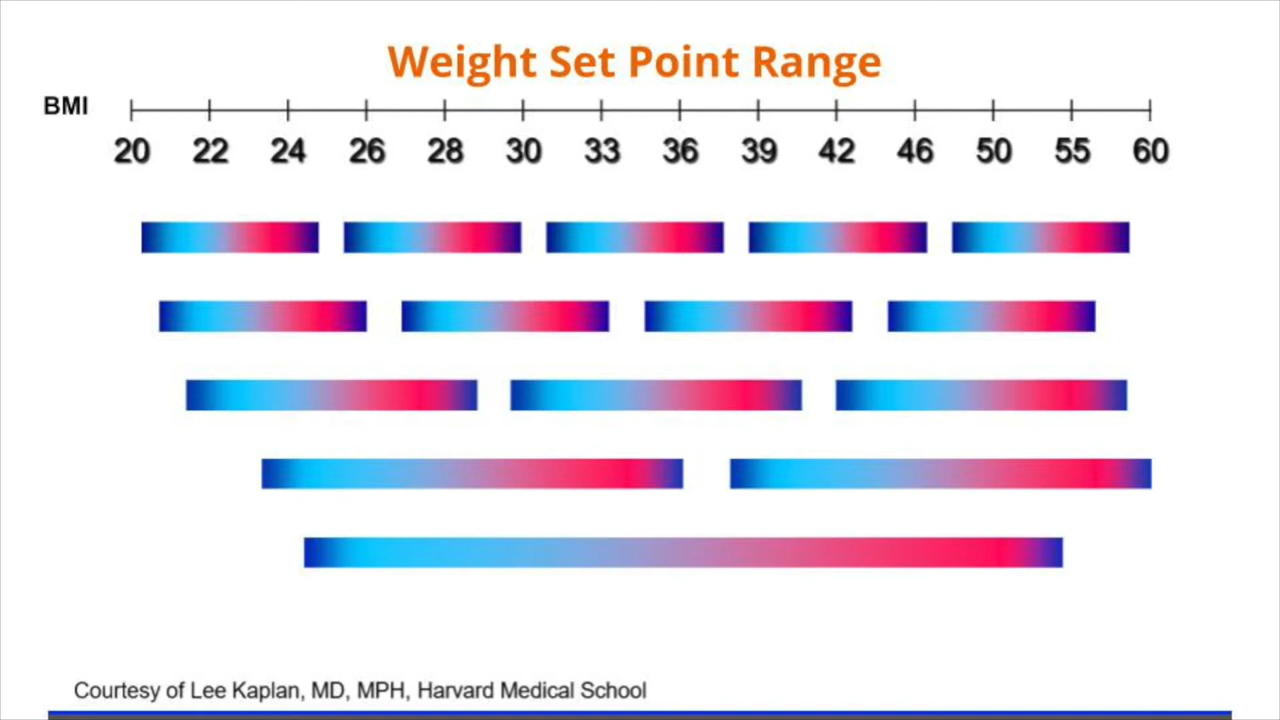 Weight Set Point Range
BMI
20 22 24 26 28 30 33 36 39 42 46 50 55 60
Courtesy of Lee Kaplan, MD, MPH, Harvard Medical School